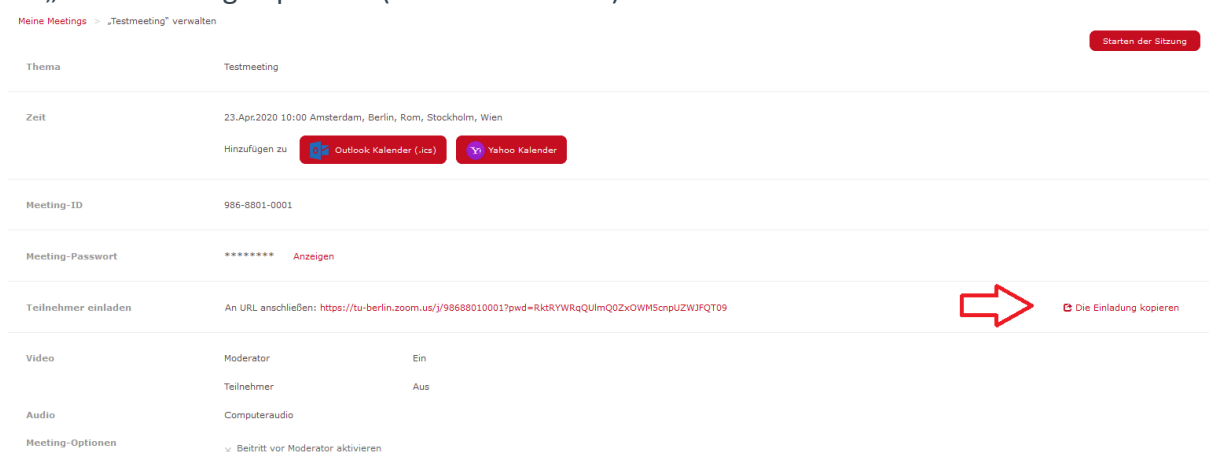 Meine Meetings > „Testmeeting“ verwalten
Starten der Sitzung
Thema Testmeeting
Zeit 23.Apr.2020 10:00 Amsterdam, Berlin, Rom, Stockholm, Wien
Hinzufügen zu Outlook Kalender (.ics) Yahoo Kalender
Meeting-ID 986-8801-0001
Meeting-Passwort ******** Anzeigen
Teilnehmer einladen An URL anschließen: https://tu-berlin.zoom.us/j/98688010001?pwd=RktRYWRqQUlmQ0ZxOWM5cnpUZWJFQT09 Die Einladung kopieren
Video Moderator Ein
Teilnehmer Aus
Audio Computeraudio
Meeting-Optionen × Beitritt vor Moderator aktivieren